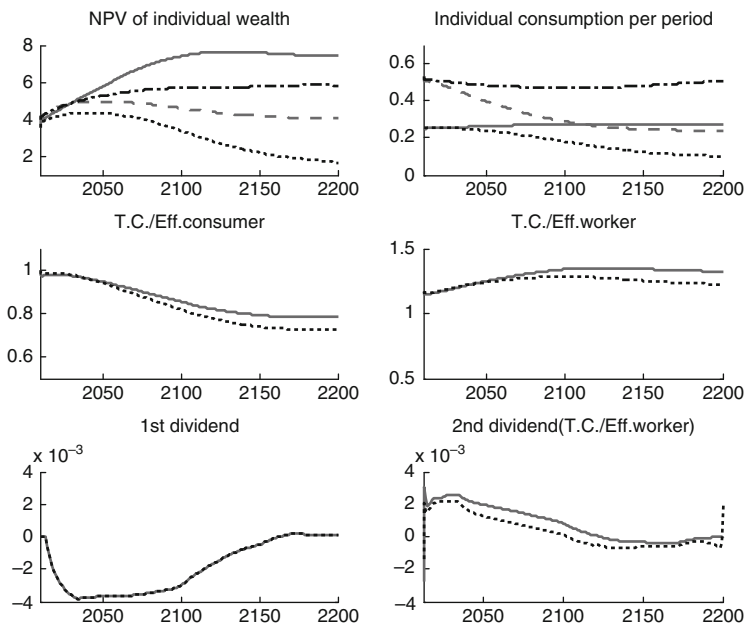 NPV of individual wealth
8
6
4
2
2050 2100 2150 2200
Individual consumption per period
0.6
0.4
0.2
0
2050 2100 2150 2200
T.C./Eff.consumer
1
0.8
0.6
2050 2100 2150 2200
T.C./Eff.worker
1.5
1
0.5
2050 2100 2150 2200
1st dividend
x 10⁻³
4
2
0
−2
−4
2050 2100 2150 2200
2nd dividend(T.C./Eff.worker)
x 10⁻³
4
2
0
−2
−4
2050 2100 2150 2200